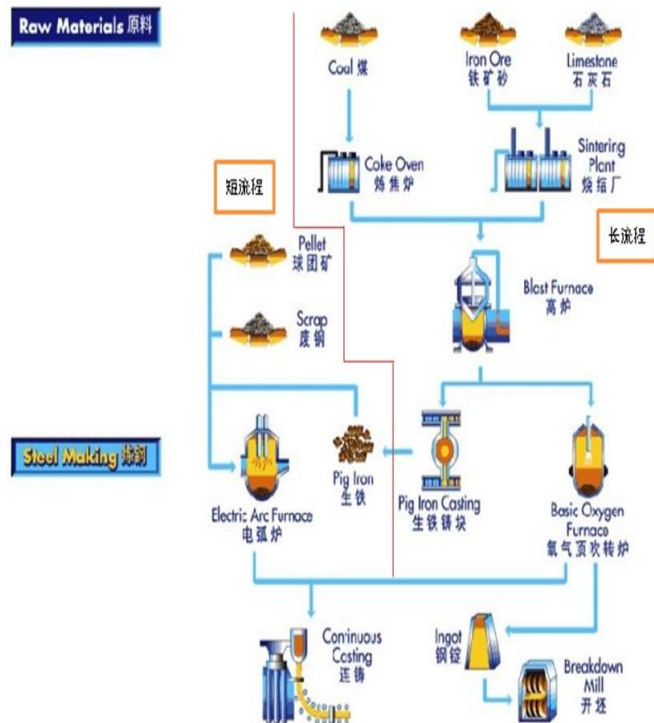 Raw Materials 原料
Coal 煤
Iron Ore
铁矿砂
Limestone
石灰石
Coke Oven
炼焦炉
Sintering
Plant
烧结厂
短流程
长流程
Pellet
球团矿
Blast Furnace
高炉
Scrap
废钢
Steel Making 炼钢
Electric Arc Furnace
电弧炉
Pig Iron
生铁
Pig Iron Casting
生铁铸块
Basic Oxygen
Furnace
氧气顶吹转炉
Continuous
Casting
连铸
Ingot
钢锭
Breakdown
Mill
开坯